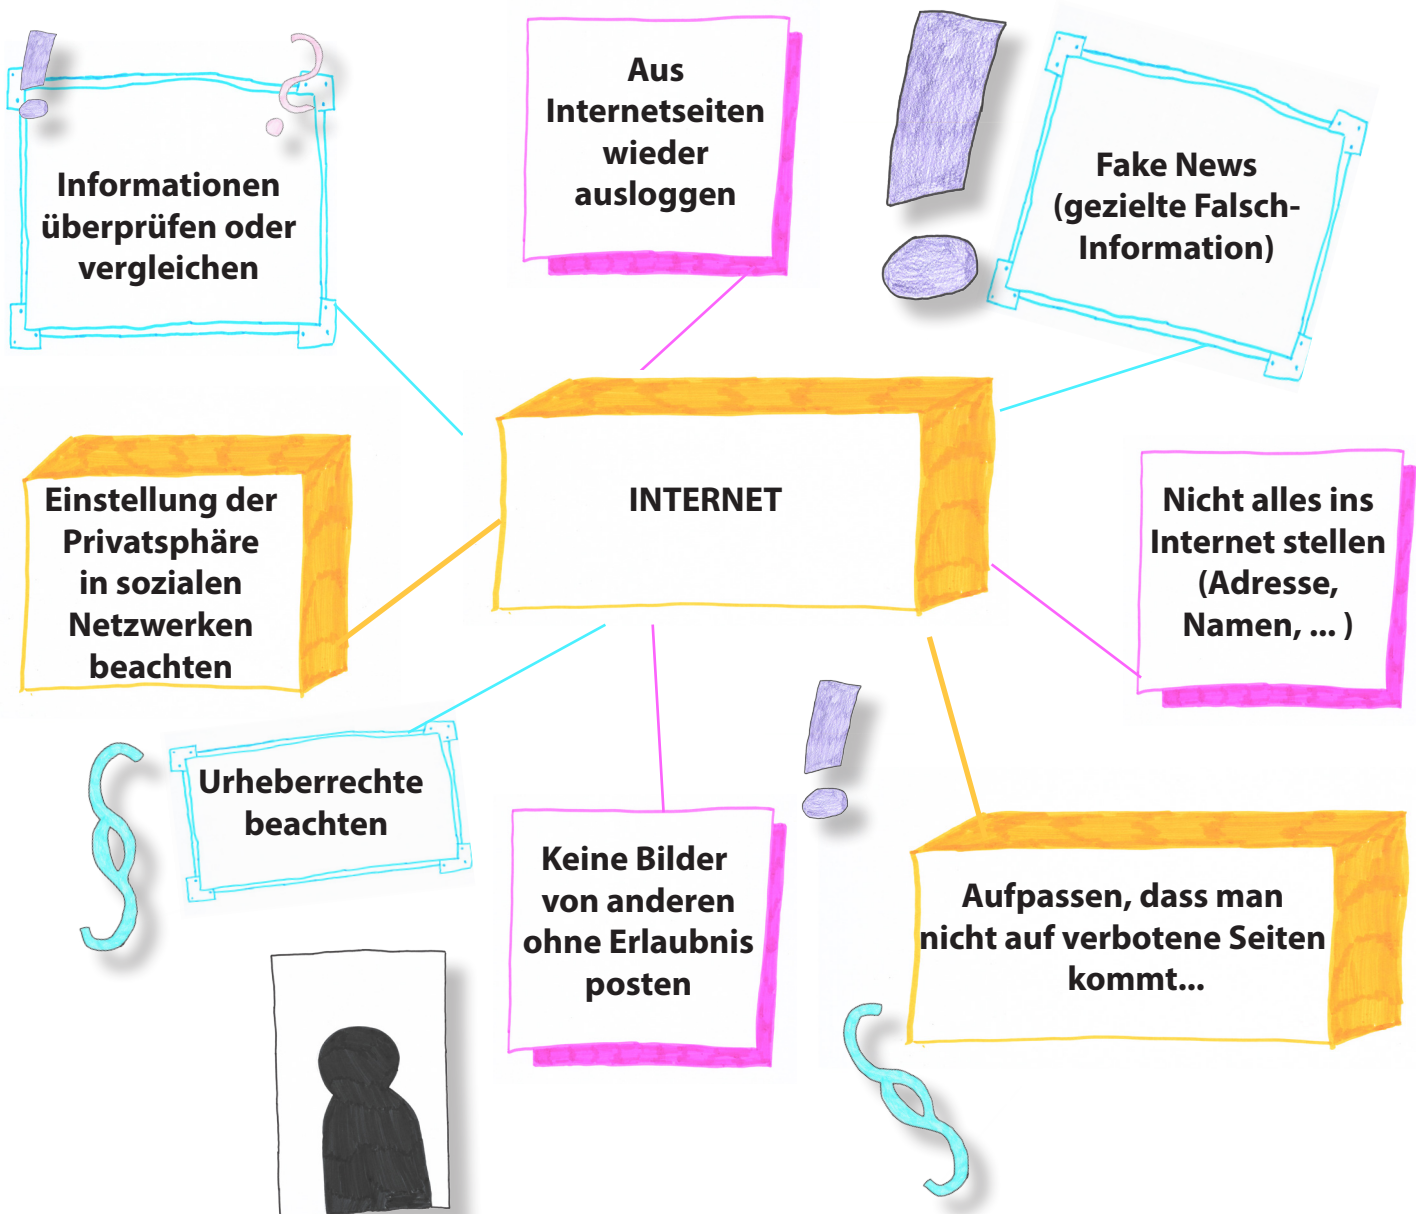 Informationen
überprüfen oder
vergleichen
Aus
Internetseiten
wieder
ausloggen
Fake News
(gezielte Falsch-
Information)
Einstellung der
Privatsphäre
in sozialen
Netzwerken
beachten
INTERNET
Nicht alles ins
Internet stellen
(Adresse,
Namen, ... )
Urheberrechte
beachten
Keine Bilder
von anderen
ohne Erlaubnis
posten
Aufpassen, dass man
nicht auf verbotene Seiten
kommt...